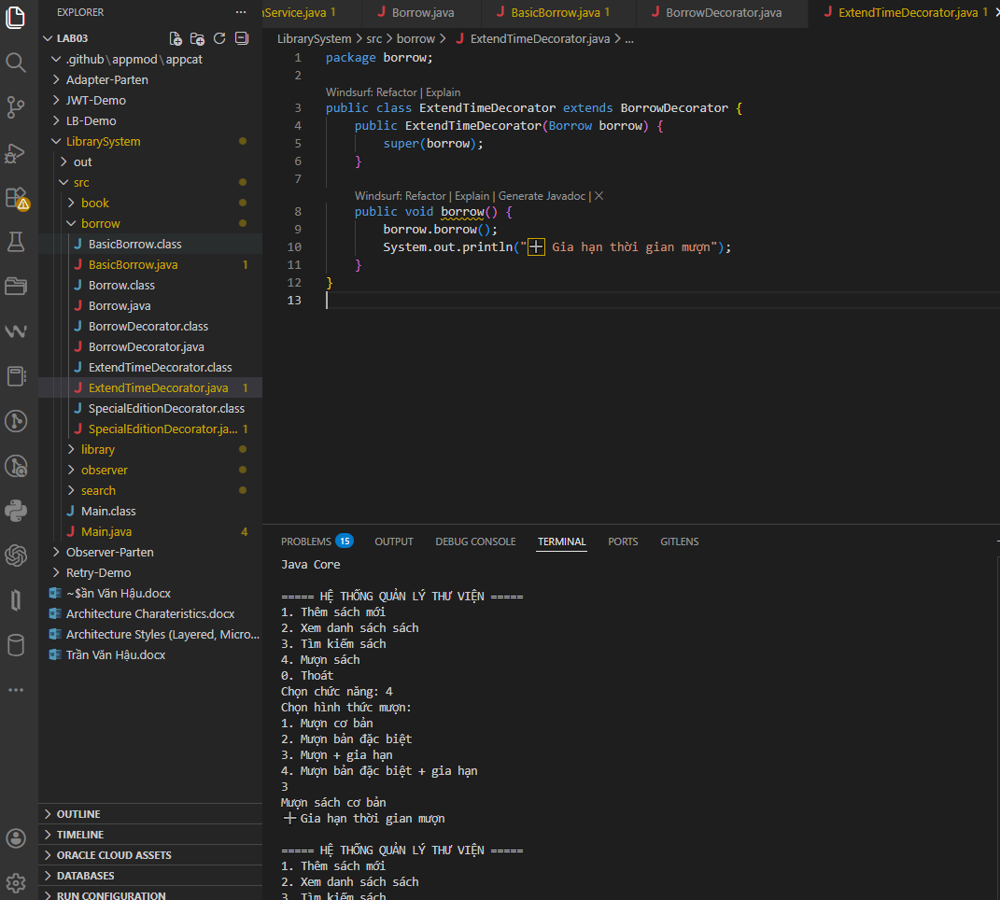 EXPLORER
LAB03
.github\appmod\appcat
Adapter-Parten
JWT-Demo
LB-Demo
LibrarySystem
out
src
book
borrow
BasicBorrow.class
BasicBorrow.java 1
Borrow.class
Borrow.java
BorrowDecorator.class
BorrowDecorator.java
ExtendTimeDecorator.class
ExtendTimeDecorator.java 1
SpecialEditionDecorator.class
SpecialEditionDecorator.ja... 1
library
observer
search
Main.class
Main.java 4
Observer-Parten
Retry-Demo
~$ần Văn Hậu.docx
Architecture Charateristics.docx
Architecture Styles (Layered, Micro...
Trần Văn Hậu.docx
OUTLINE
TIMELINE
ORACLE CLOUD ASSETS
DATABASES
RUN CONFIGURATION
nService.java 1 Borrow.java BasicBorrow.java 1 BorrowDecorator.java ExtendTimeDecorator.java 1
LibrarySystem > src > borrow > ExtendTimeDecorator.java > ...
1 package borrow;
2
Windsurf: Refactor | Explain
3 public class ExtendTimeDecorator extends BorrowDecorator {
4 public ExtendTimeDecorator(Borrow borrow) {
5 super(borrow);
6 }
7
Windsurf: Refactor | Explain | Generate Javadoc | ✕
8 public void borrow() {
9 borrow.borrow();
10 System.out.println("➕ Gia hạn thời gian mượn");
11 }
12 }
13
PROBLEMS 15 OUTPUT DEBUG CONSOLE TERMINAL PORTS GITLENS
Java Core
===== HỆ THỐNG QUẢN LÝ THƯ VIỆN =====
1. Thêm sách mới
2. Xem danh sách sách
3. Tìm kiếm sách
4. Mượn sách
0. Thoát
Chọn chức năng: 4
Chọn hình thức mượn:
1. Mượn cơ bản
2. Mượn bản đặc biệt
3. Mượn + gia hạn
4. Mượn bản đặc biệt + gia hạn
3
Mượn sách cơ bản
➕ Gia hạn thời gian mượn
===== HỆ THỐNG QUẢN LÝ THƯ VIỆN =====
1. Thêm sách mới
2. Xem danh sách sách
3. Tìm kiếm sách